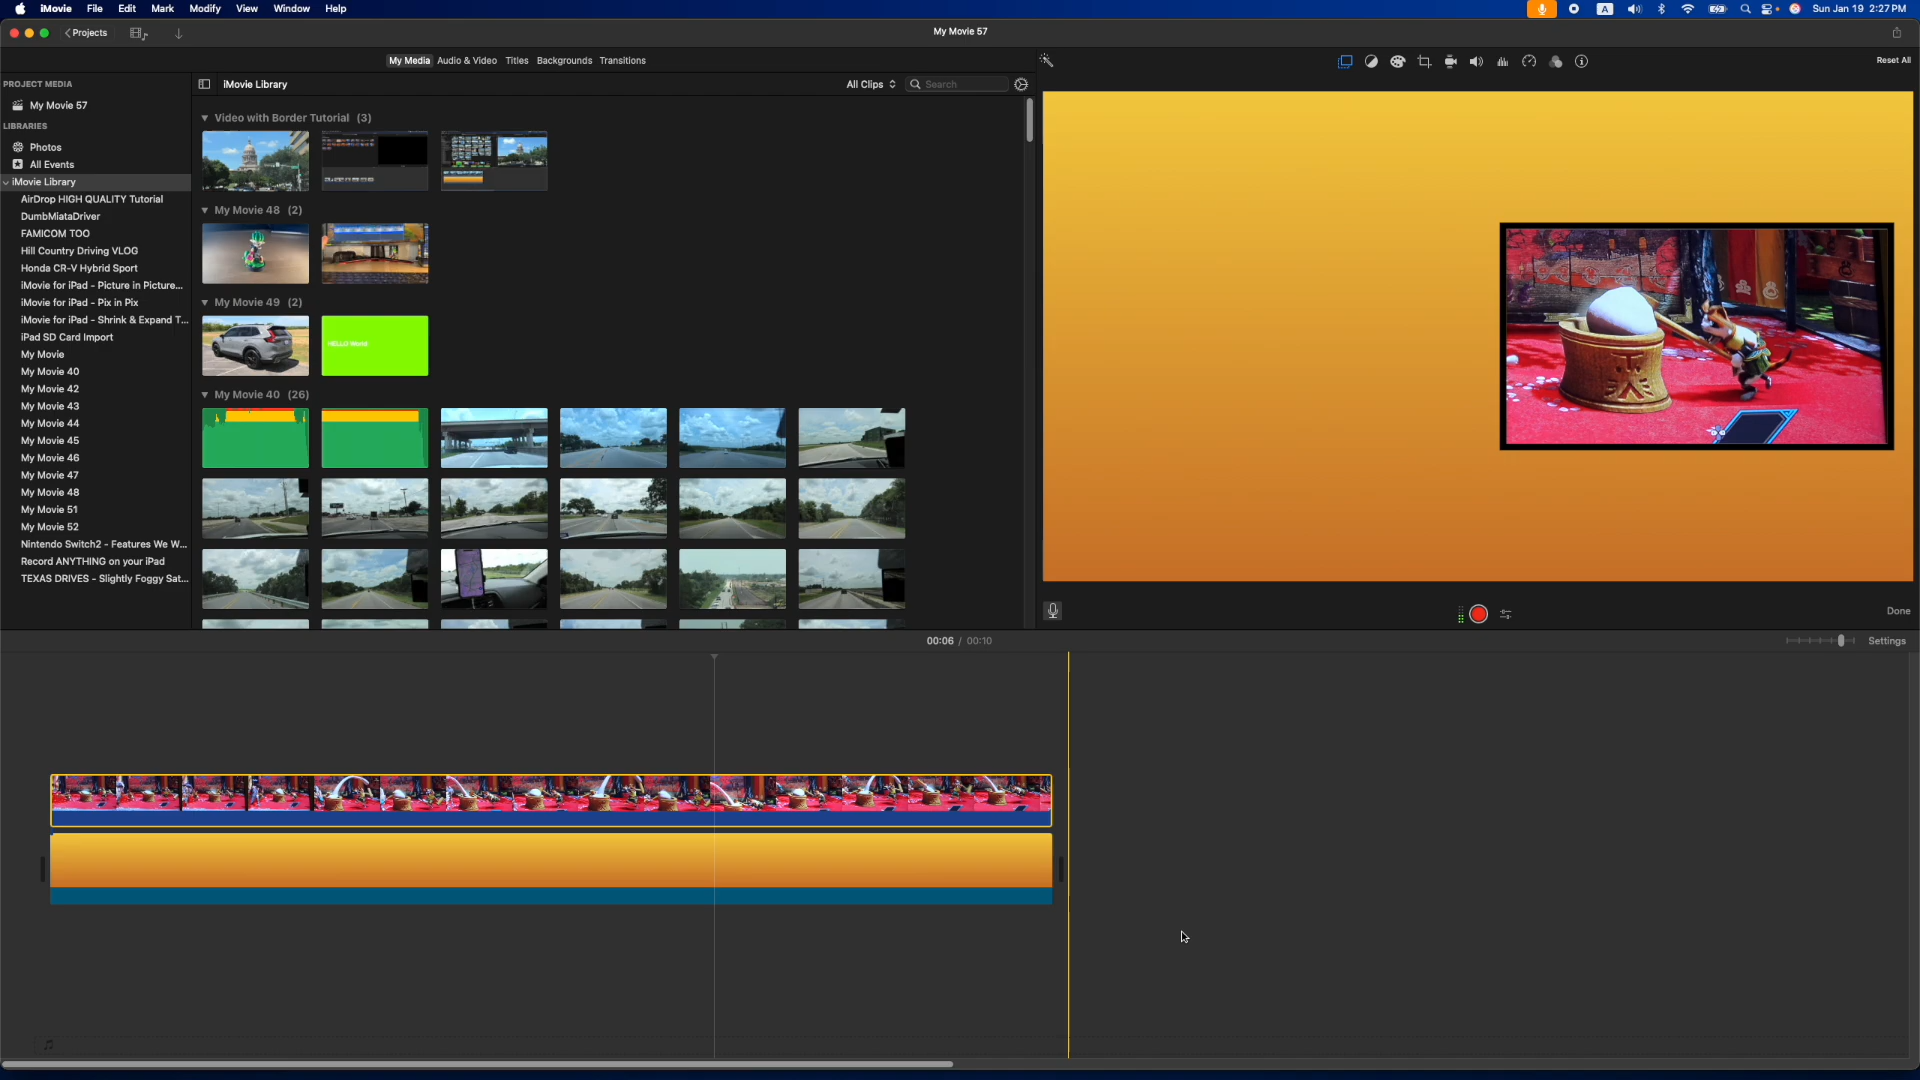 iMovie File Edit Mark Modify View Window Help
A
Sun Jan 19 2:27 PM
Projects
My Movie 57
My Media Audio & Video Titles Backgrounds Transitions
Reset All
PROJECT MEDIA
My Movie 57
LIBRARIES
Photos
All Events
iMovie Library
AirDrop HIGH QUALITY Tutorial
DumbMiataDriver
FAMICOM TOO
Hill Country Driving VLOG
Honda CR-V Hybrid Sport
iMovie for iPad - Picture in Picture...
iMovie for iPad - Pix in Pix
iMovie for iPad - Shrink & Expand T...
iPad SD Card Import
My Movie
My Movie 40
My Movie 42
My Movie 43
My Movie 44
My Movie 45
My Movie 46
My Movie 47
My Movie 48
My Movie 51
My Movie 52
Nintendo Switch2 - Features We W...
Record ANYTHING on your iPad
TEXAS DRIVES - Slightly Foggy Sat...
iMovie Library
All Clips
Search
Video with Border Tutorial (3)
My Movie 48 (2)
My Movie 49 (2)
HELLO World
My Movie 40 (26)
Done
00:06 / 00:10
Settings